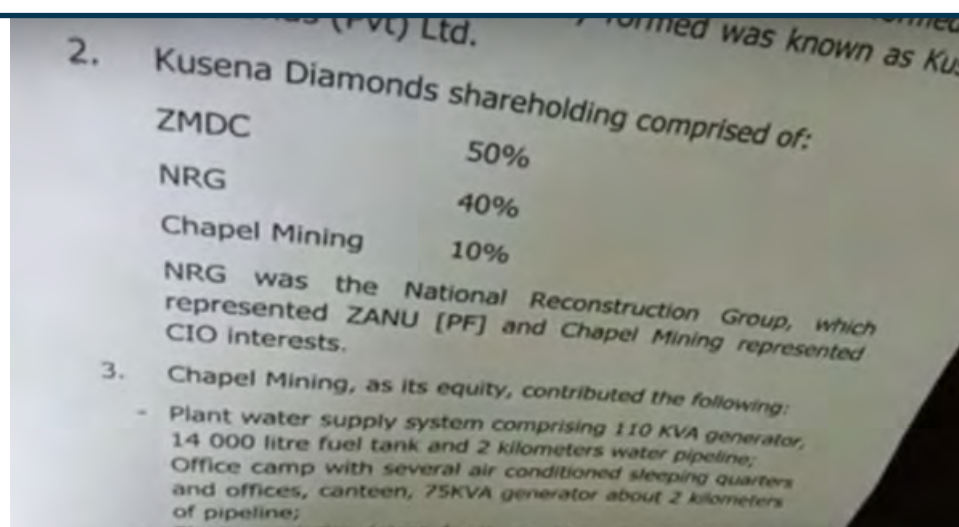 (Pvt) Ltd.
formed was known as
2. Kusena Diamonds shareholding comprised of:
ZMDC 50%
NRG 40%
Chapel Mining 10%
NRG was the National Reconstruction Group, which
represented ZANU [PF] and Chapel Mining represented
CIO interests.
3. Chapel Mining, as its equity, contributed the following:
- Plant water supply system comprising 110 KVA generator,
14 000 litre fuel tank and 2 kilometers water pipeline;
Office camp with several air conditioned sleeping quarters
and offices, canteen, 75KVA generator about 2 kilometers
of pipeline;